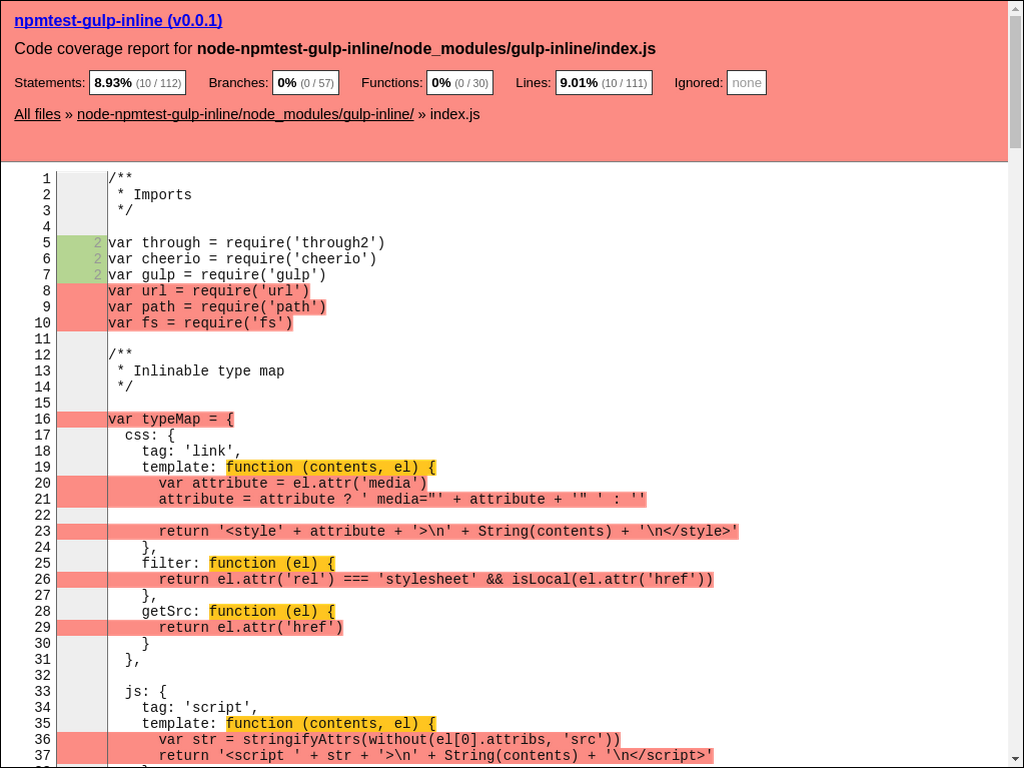 npmtest-gulp-inline (v0.0.1)
Code coverage report for node-npmtest-gulp-inline/node_modules/gulp-inline/index.js
Statements: 8.93% (10 / 112) Branches: 0% (0 / 57) Functions: 0% (0 / 30) Lines: 9.01% (10 / 111) Ignored: none
All files » node-npmtest-gulp-inline/node_modules/gulp-inline/ » index.js
1 /**
2  * Imports
3  */
4
5 2 var through = require('through2')
6 2 var cheerio = require('cheerio')
7 2 var gulp = require('gulp')
8 var url = require('url')
9 var path = require('path')
10 var fs = require('fs')
11
12 /**
13  * Inlinable type map
14  */
15
16 var typeMap = {
17   css: {
18     tag: 'link',
19     template: function (contents, el) {
20       var attribute = el.attr('media')
21       attribute = attribute ? ' media="' + attribute + '" ' : ''
22
23       return '<style' + attribute + '>\n' + String(contents) + '\n</style>'
24     },
25     filter: function (el) {
26       return el.attr('rel') === 'stylesheet' && isLocal(el.attr('href'))
27     },
28     getSrc: function (el) {
29       return el.attr('href')
30     }
31   },
32
33   js: {
34     tag: 'script',
35     template: function (contents, el) {
36       var str = stringifyAttrs(without(el[0].attribs, 'src'))
37       return '<script ' + str + '>\n' + String(contents) + '\n</script>'